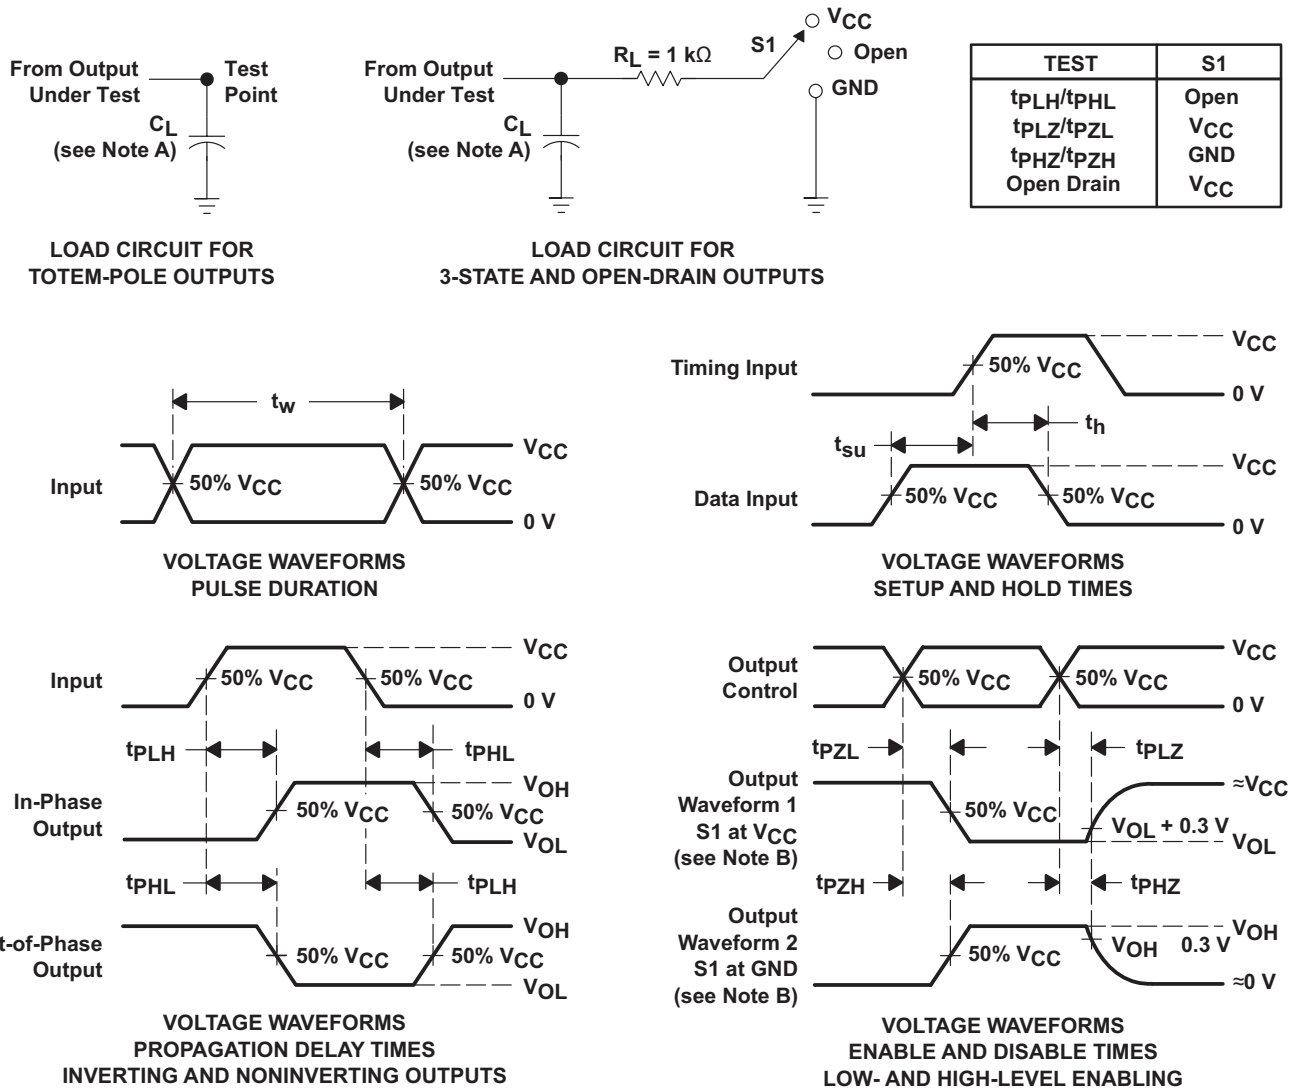 From Output
Under Test
Test
Point
CL
(see Note A)
LOAD CIRCUIT FOR
TOTEM-POLE OUTPUTS
From Output
Under Test
RL = 1 kΩ
S1
VCC
Open
GND
CL
(see Note A)
LOAD CIRCUIT FOR
3-STATE AND OPEN-DRAIN OUTPUTS
TEST S1
tPLH/tPHL Open
tPLZ/tPZL VCC
tPHZ/tPZH GND
Open Drain VCC
tw
Input
50% VCC
50% VCC
VCC
0 V
VOLTAGE WAVEFORMS
PULSE DURATION
Timing Input
50% VCC
VCC
0 V
tsu
th
Data Input
50% VCC
50% VCC
VCC
0 V
VOLTAGE WAVEFORMS
SETUP AND HOLD TIMES
Input
50% VCC
50% VCC
VCC
0 V
tPLH
tPHL
In-Phase
Output
50% VCC
50% VCC
VOH
VOL
tPHL
tPLH
t-of-Phase
Output
50% VCC
50% VCC
VOH
VOL
VOLTAGE WAVEFORMS
PROPAGATION DELAY TIMES
INVERTING AND NONINVERTING OUTPUTS
Output
Control
50% VCC
50% VCC
VCC
0 V
tPZL
tPLZ
Output
Waveform 1
S1 at VCC
(see Note B)
50% VCC
VOL + 0.3 V
≈VCC
VOL
tPZH
tPHZ
Output
Waveform 2
S1 at GND
(see Note B)
50% VCC
VOH 0.3 V
VOH
≈0 V
VOLTAGE WAVEFORMS
ENABLE AND DISABLE TIMES
LOW- AND HIGH-LEVEL ENABLING